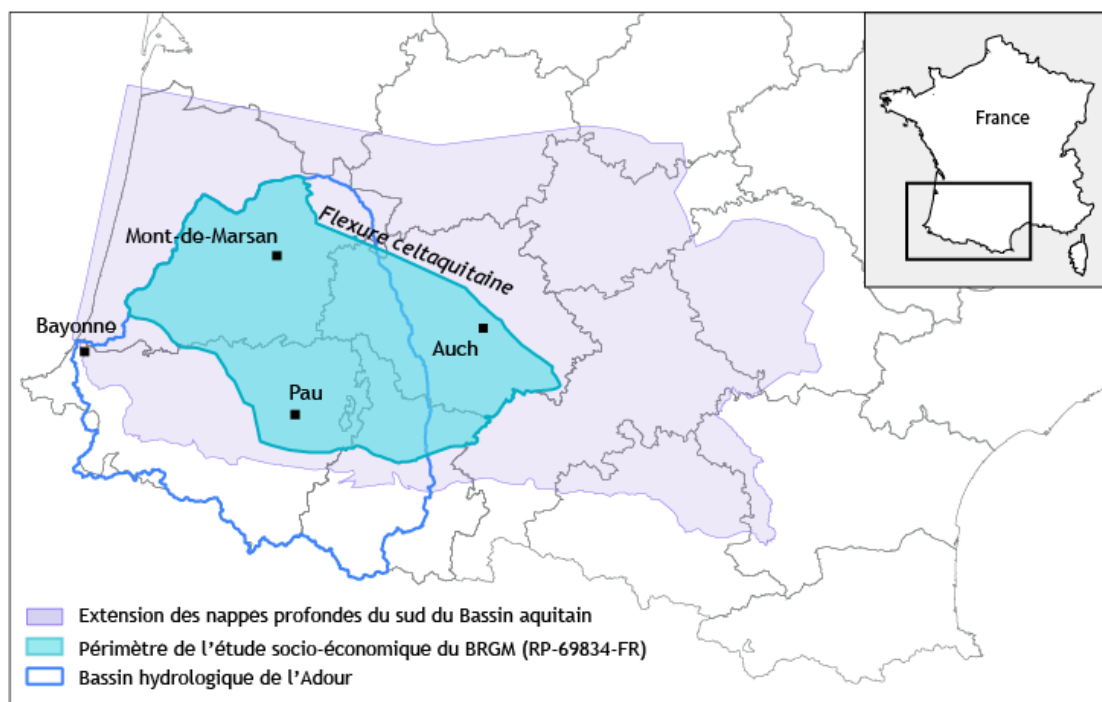 France
Flexure celtaquitaine
Mont-de-Marsan
Bayonne
Auch
Pau
Extension des nappes profondes du sud du Bassin aquitain
Périmètre de l'étude socio-économique du BRGM (RP-69834-FR)
Bassin hydrologique de l'Adour